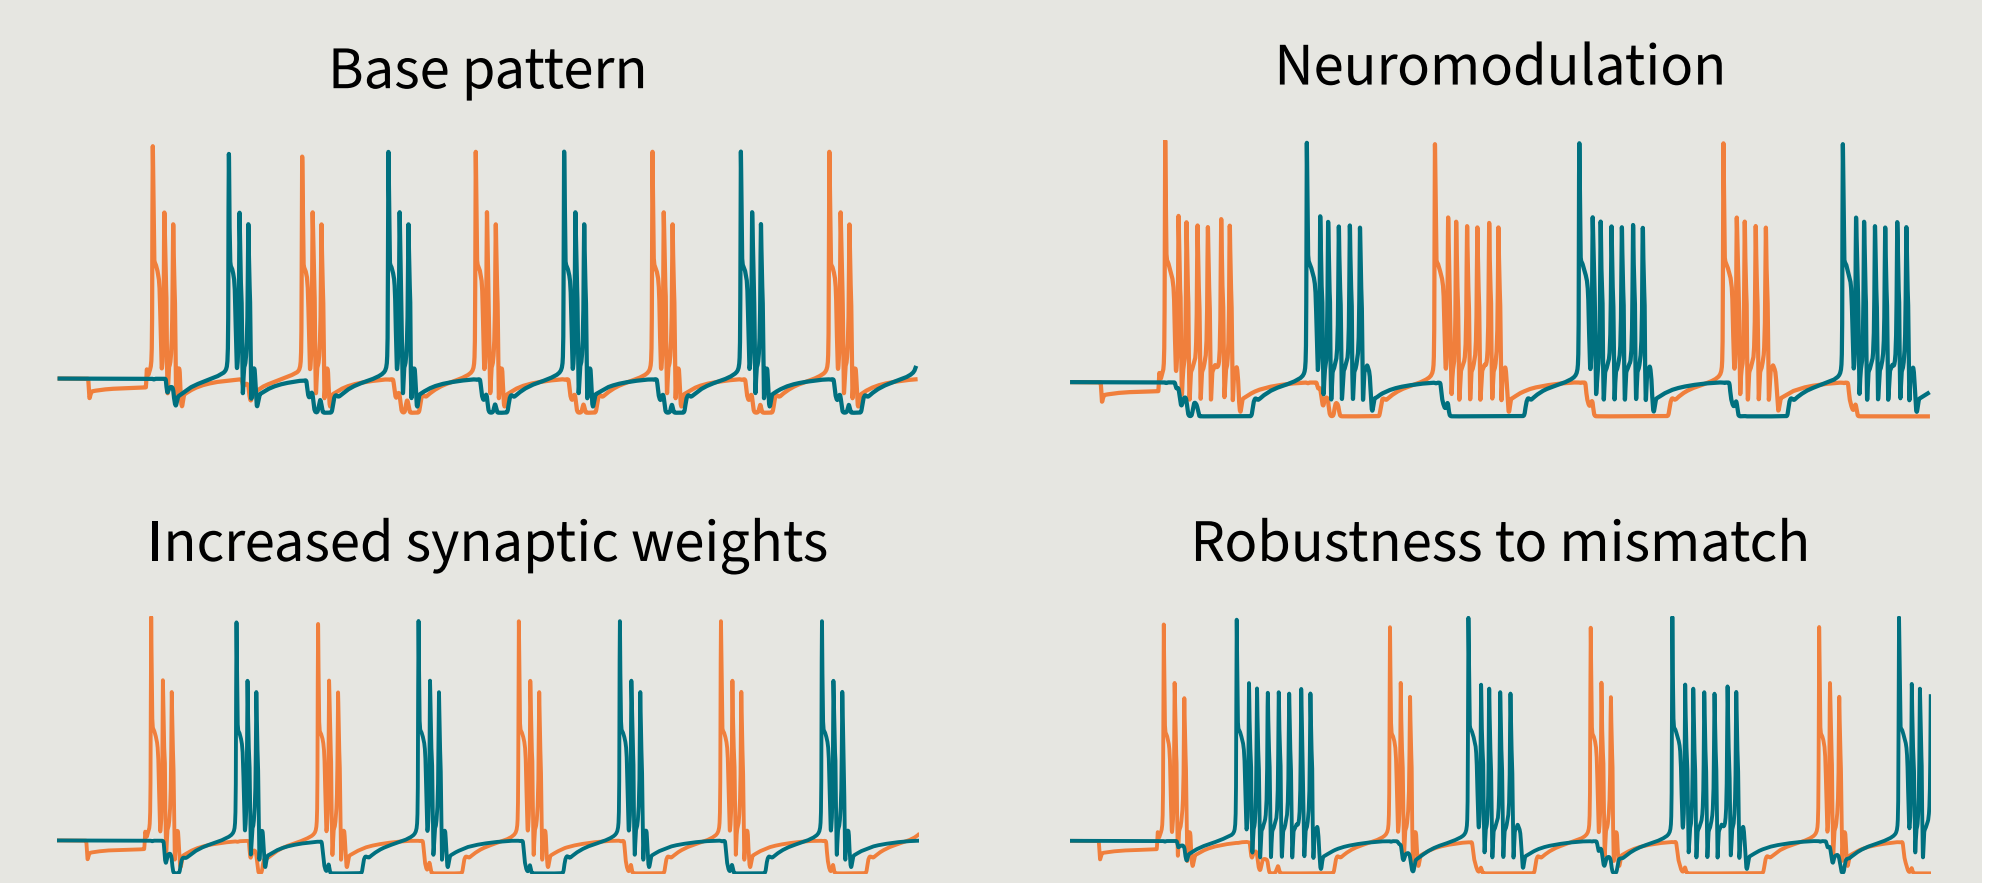 Base pattern
Neuromodulation
Increased synaptic weights
Robustness to mismatch